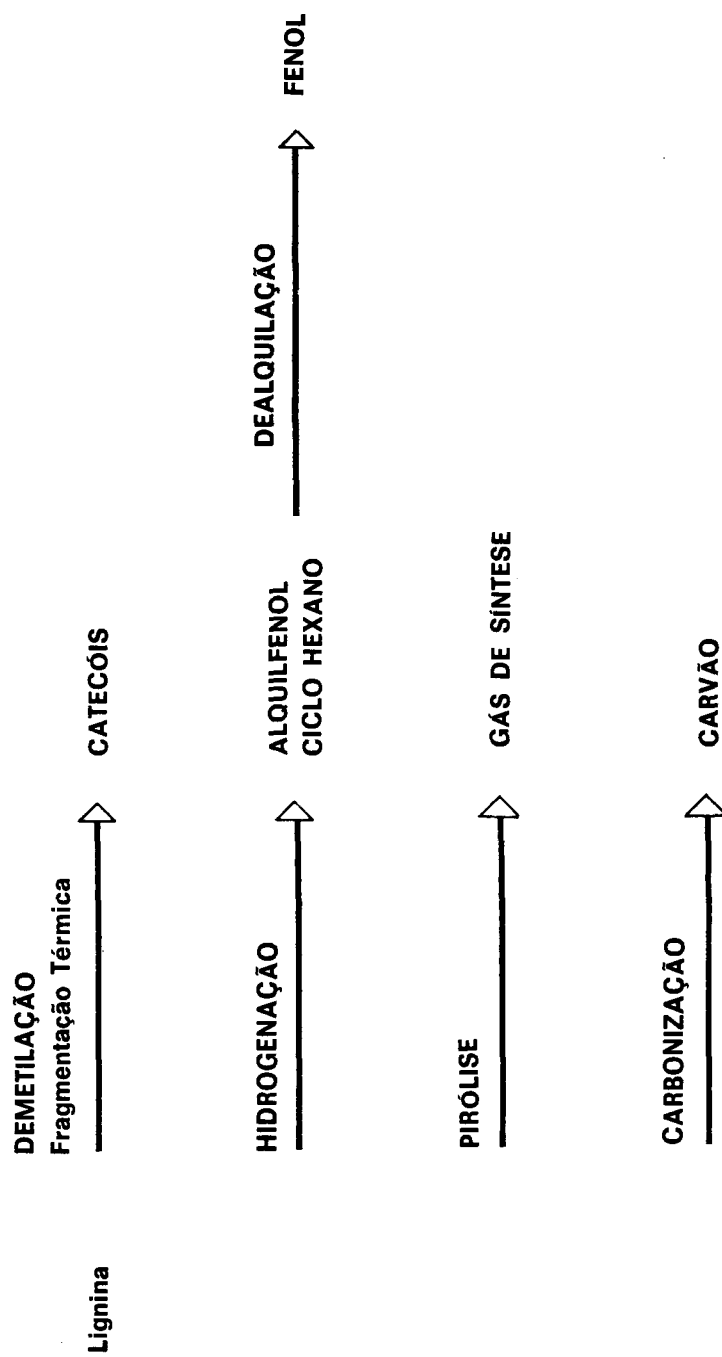 Lignina
DEMETILAÇÃO
Fragmentação Térmica
CATECÓIS
HIDROGENAÇÃO
ALQUILFENOL
CICLO HEXANO
DEALQUILAÇÃO
FENOL
PIRÓLISE
GÁS DE SÍNTESE
CARBONIZAÇÃO
CARVÃO